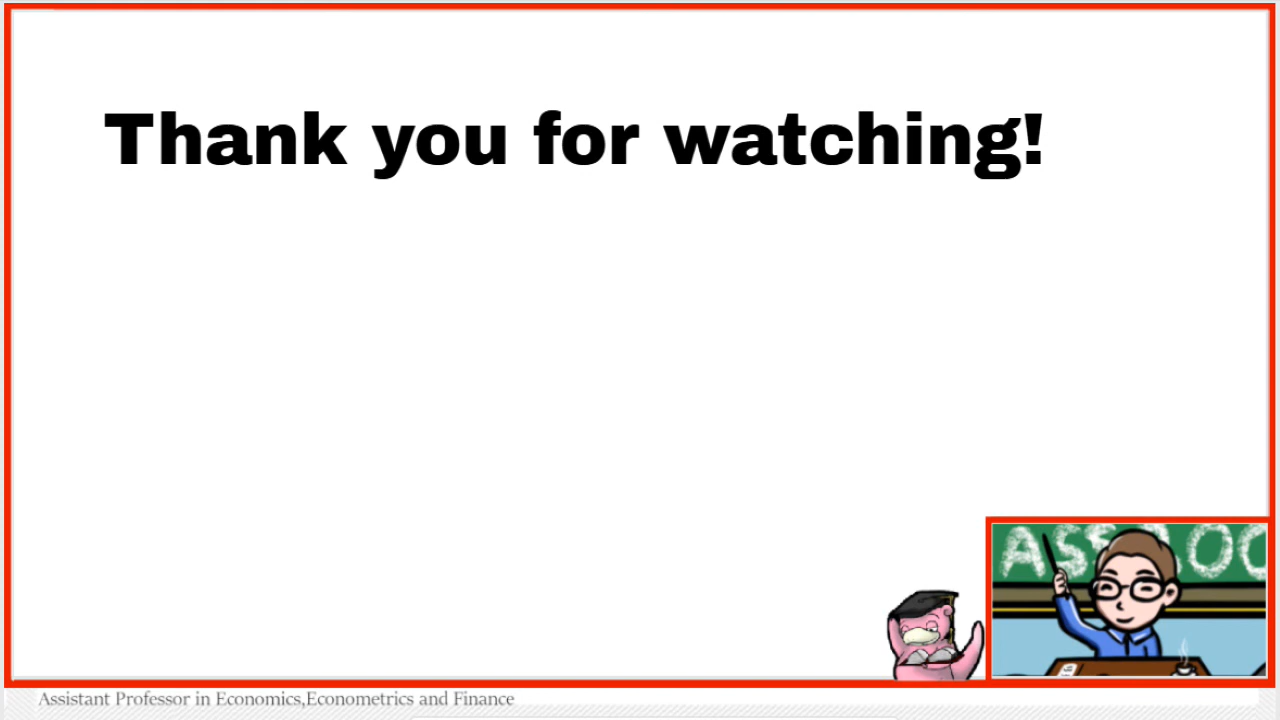 Thank you for watching!
Assistant Professor in Economics,Econometrics and Finance